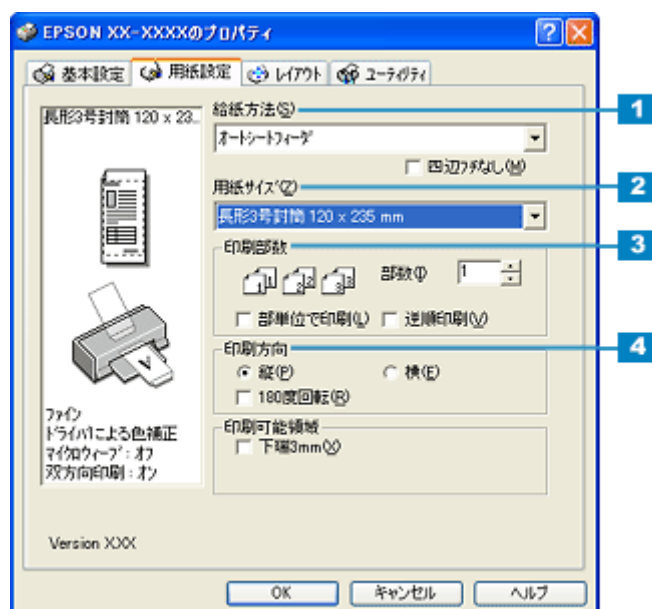 EPSON XX-XXXXのプロパティ
基本設定 用紙設定 レイアウト ユーティリティ
長形3号封筒 120 x 23..
給紙方法(S)
1
オートシートフィーダ
四辺フチなし(M)
用紙サイズ(Z)
2
長形3号封筒 120 x 235 mm
印刷部数
3
部数(I)
1
部単位で印刷(L) 逆順印刷(V)
印刷方向
4
縦(P) 横(E)
180度回転(R)
印刷可能領域
下端3mm(X)
ファイン
ドライバによる色補正
マイクロウィーブ : オフ
双方向印刷 : オン
Version XXX
OK キャンセル ヘルプ